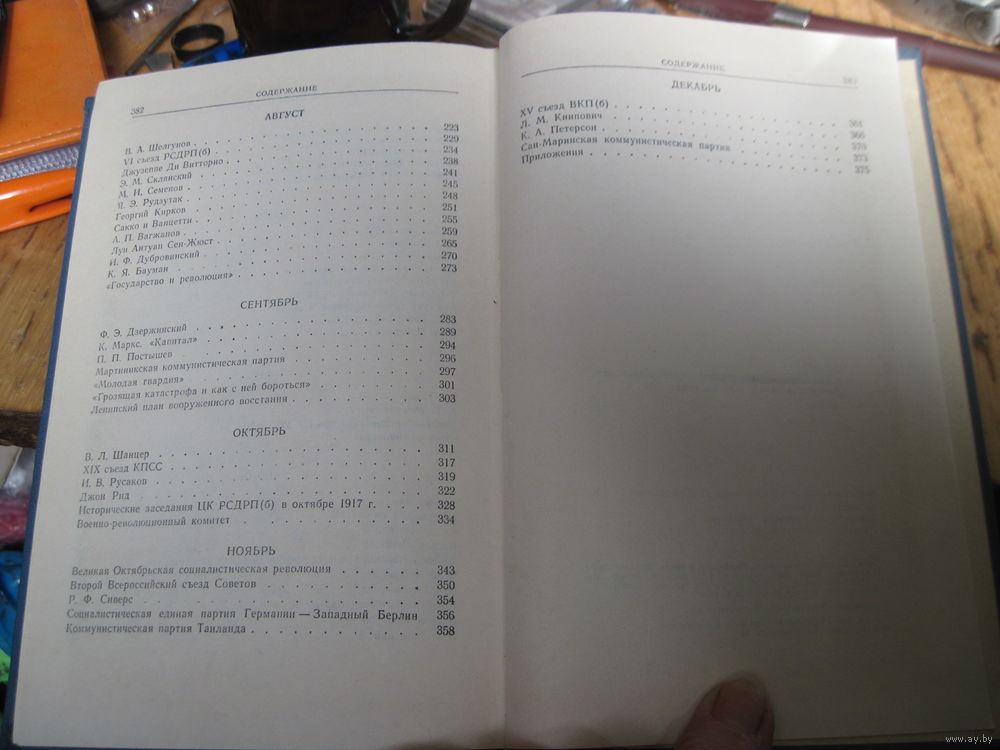 382
СОДЕРЖАНИЕ
АВГУСТ
В. А. Шелгунов . . . 223
VI съезд РСДРП(б) . . . 229
Джузеппе Ди Витторио . . . 234
Э. М. Склянский . . . 238
М. И. Семенов . . . 241
Я. Э. Рудзутак . . . 245
Георгий Кирков . . . 248
Сакко и Ванцетти . . . 251
А. П. Вагжанов . . . 255
Луи Антуан Сен-Жюст . . . 259
И. Ф. Дубровинский . . . 265
К. Я. Бауман . . . 270
«Государство и революция» . . . 273
СЕНТЯБРЬ
Ф. Э. Дзержинский . . . 283
К. Маркс. «Капитал» . . . 289
П. П. Постышев . . . 294
Мартиникская коммунистическая партия . . . 296
«Молодая гвардия» . . . 297
«Грозящая катастрофа и как с ней бороться» . . . 301
Ленинский план вооруженного восстания . . . 303
ОКТЯБРЬ
В. Л. Шанцер . . . 311
XIX съезд КПСС . . . 317
И. В. Русаков . . . 319
Джон Рид . . . 322
Исторические заседания ЦК РСДРП(б) в октябре 1917 г. . . . 328
Военно-революционный комитет . . . 334
НОЯБРЬ
Великая Октябрьская социалистическая революция . . . 343
Второй Всероссийский съезд Советов . . . 350
Р. Ф. Сиверс . . . 354
Социалистическая единая партия Германии — Западный Берлин 356
Коммунистическая партия Таиланда . . . 358
СОДЕРЖАНИЕ
383
ДЕКАБРЬ
XV съезд ВКП(б) . . . 361
Л. М. Книпович . . . 366
К. А. Петерсон . . . 370
Сан-Маринская коммунистическая партия . . . 373
Приложения . . . 375
www.ay.by